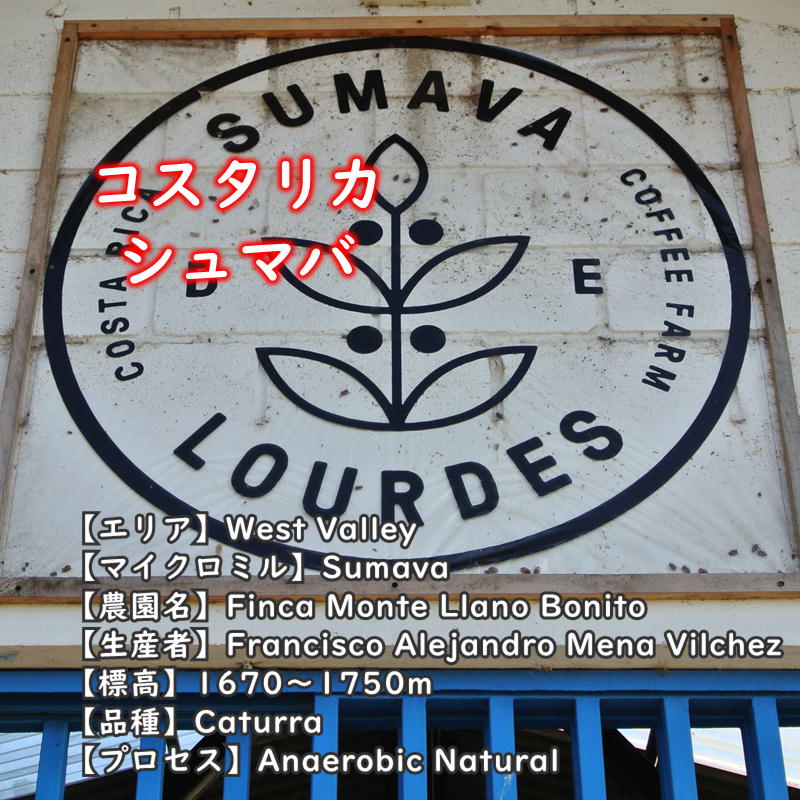 SUMAVA
コスタリカ
シュマバ
COSTA RICA
D E
COFFEE FARM
LOURDES
【エリア】West Valley
【マイクロミル】Sumava
【農園名】Finca Monte Llano Bonito
【生産者】Francisco Alejandro Mena Vilchez
【標高】1670～1750m
【品種】Caturra
【プロセス】Anaerobic Natural